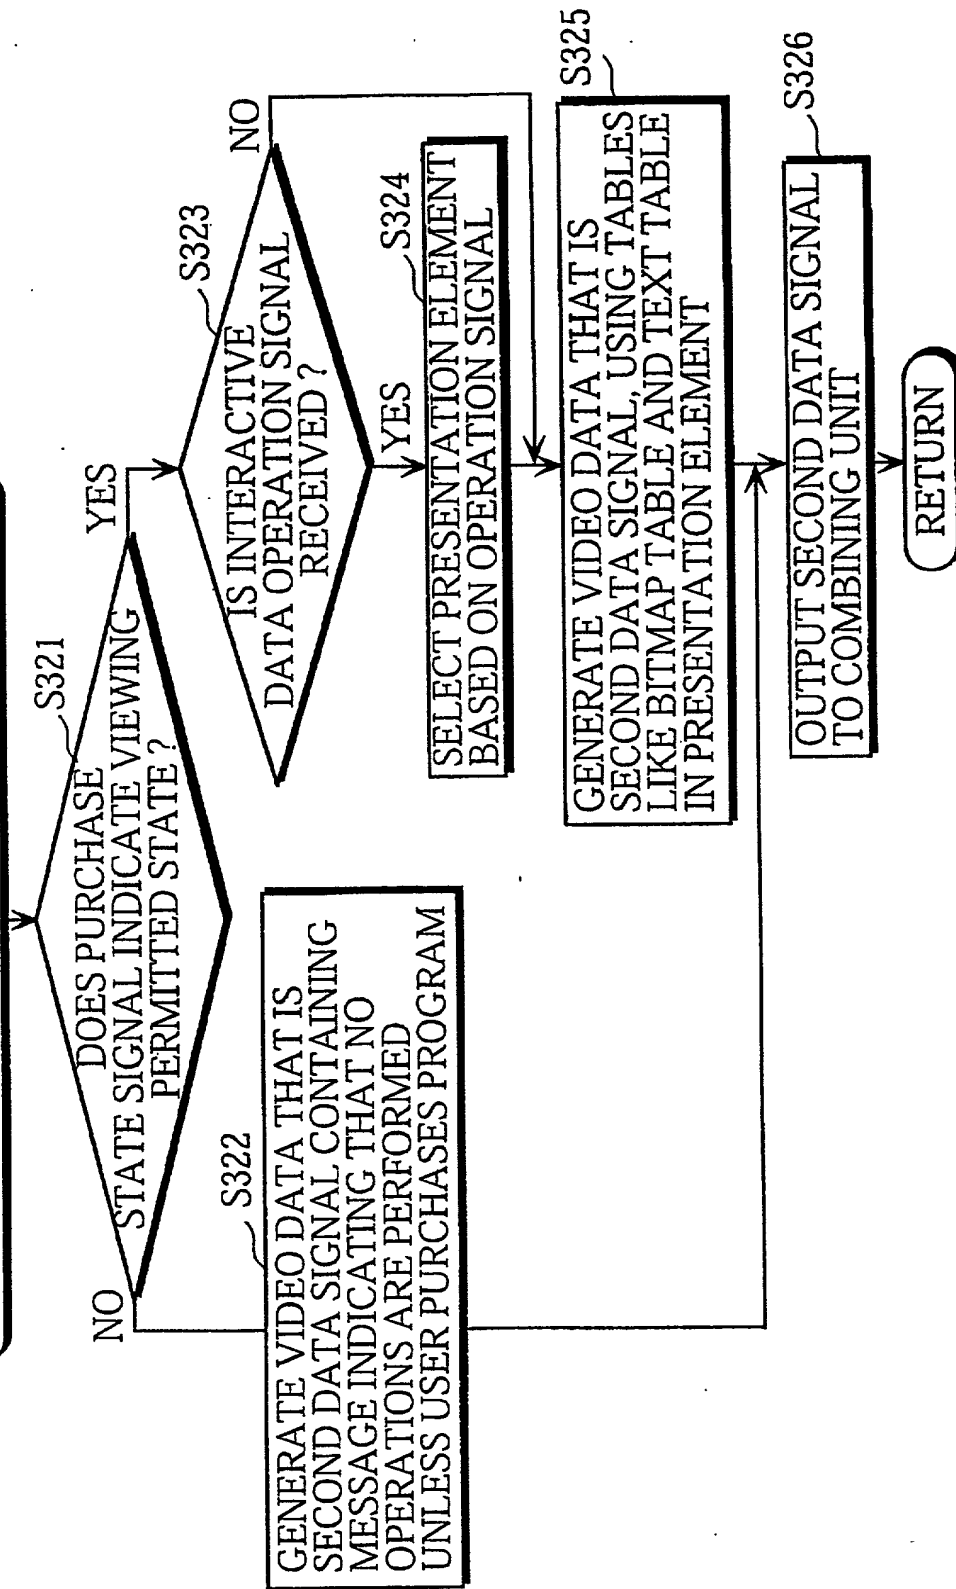 S321
DOES PURCHASE
STATE SIGNAL INDICATE VIEWING
PERMITTED STATE?
NO
YES
S322
GENERATE VIDEO DATA THAT IS
SECOND DATA SIGNAL CONTAINING
MESSAGE INDICATING THAT NO
OPERATIONS ARE PERFORMED
UNLESS USER PURCHASES PROGRAM
S323
IS INTERACTIVE
DATA OPERATION SIGNAL
RECEIVED?
NO
YES
S324
SELECT PRESENTATION ELEMENT
BASED ON OPERATION SIGNAL
S325
GENERATE VIDEO DATA THAT IS
SECOND DATA SIGNAL, USING TABLES
LIKE BITMAP TABLE AND TEXT TABLE
IN PRESENTATION ELEMENT
S326
OUTPUT SECOND DATA SIGNAL
TO COMBINING UNIT
RETURN